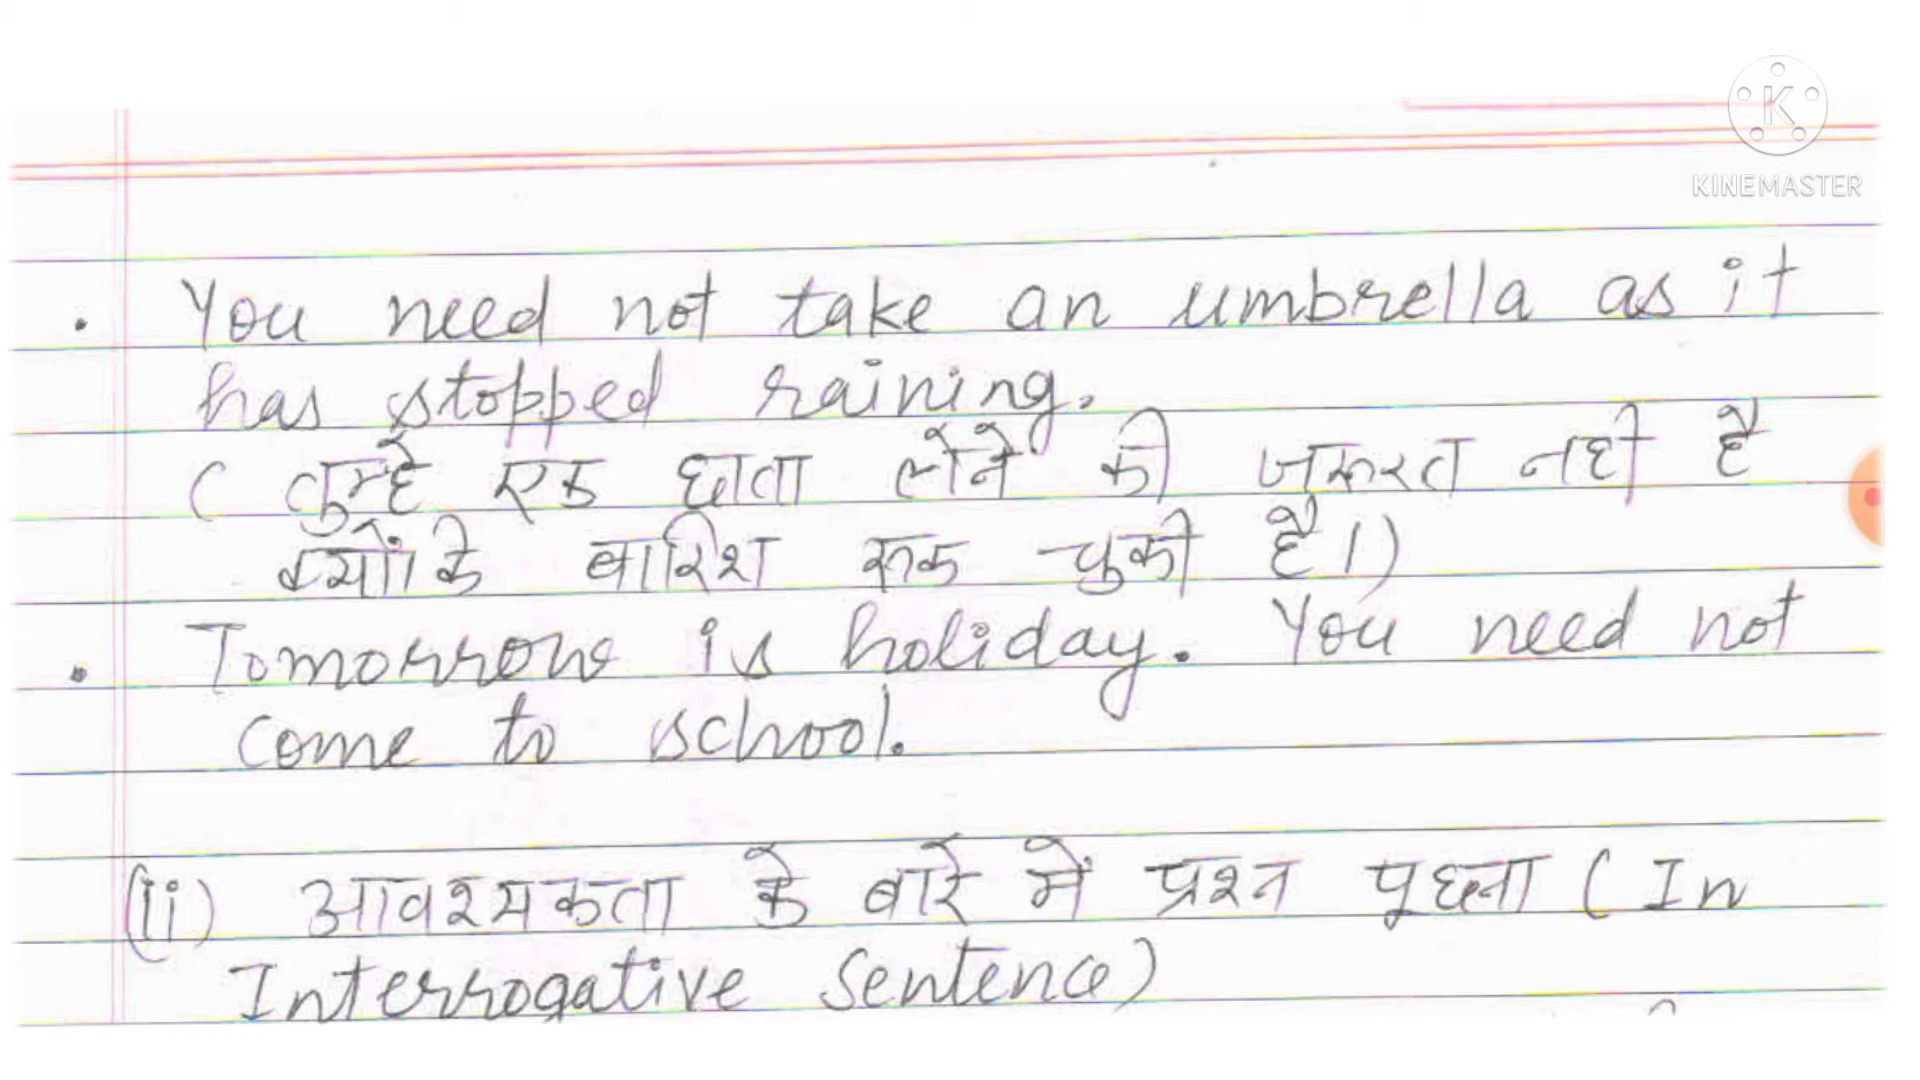 KINEMASTER
• You need not take an umbrella as it
has stopped raining.
( तुम्हे एक छाता लेने की जरूरत नही है
क्योंकि बारिश रूक चुकी है।)
• Tomorrow is holiday. You need not
come to school.
(ii) आवश्यकता के बारे में प्रश्न पूछना ( In
Interrogative Sentence)